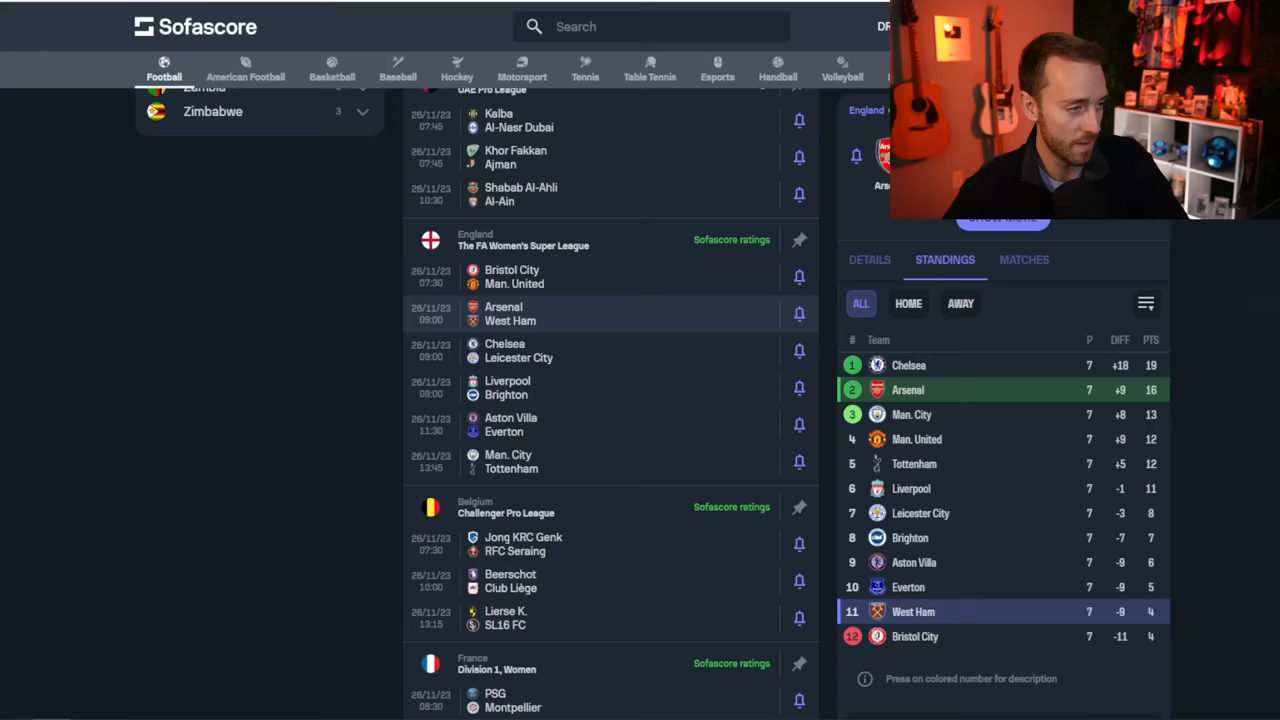 Sofascore
Search
DR
Football
American Football
Basketball
Baseball
Hockey
Motorsport
Tennis
Table Tennis
Esports
Handball
Volleyball
Zambia
Zimbabwe 3
UAE Pro League
26/11/23 Kalba
07:45 Al-Nasr Dubai
26/11/23 Khor Fakkan
07:45 Ajman
26/11/23 Shabab Al-Ahli
10:30 Al-Ain
England
The FA Women's Super League Sofascore ratings
26/11/23 Bristol City
07:30 Man. United
26/11/23 Arsenal
09:00 West Ham
26/11/23 Chelsea
09:00 Leicester City
26/11/23 Liverpool
09:00 Brighton
26/11/23 Aston Villa
11:30 Everton
26/11/23 Man. City
13:45 Tottenham
Belgium
Challenger Pro League Sofascore ratings
26/11/23 Jong KRC Genk
07:30 RFC Seraing
26/11/23 Beerschot
10:00 Club Liège
26/11/23 Lierse K.
13:15 SL16 FC
France
Division 1, Women Sofascore ratings
26/11/23 PSG
08:30 Montpellier
England
Ars
SHOW MORE
DETAILS STANDINGS MATCHES
ALL HOME AWAY
# Team P DIFF PTS
1 Chelsea 7 +18 19
2 Arsenal 7 +9 16
3 Man. City 7 +8 13
4 Man. United 7 +9 12
5 Tottenham 7 +5 12
6 Liverpool 7 -1 11
7 Leicester City 7 -3 8
8 Brighton 7 -7 7
9 Aston Villa 7 -9 6
10 Everton 7 -9 5
11 West Ham 7 -9 4
12 Bristol City 7 -11 4
Press on colored number for description